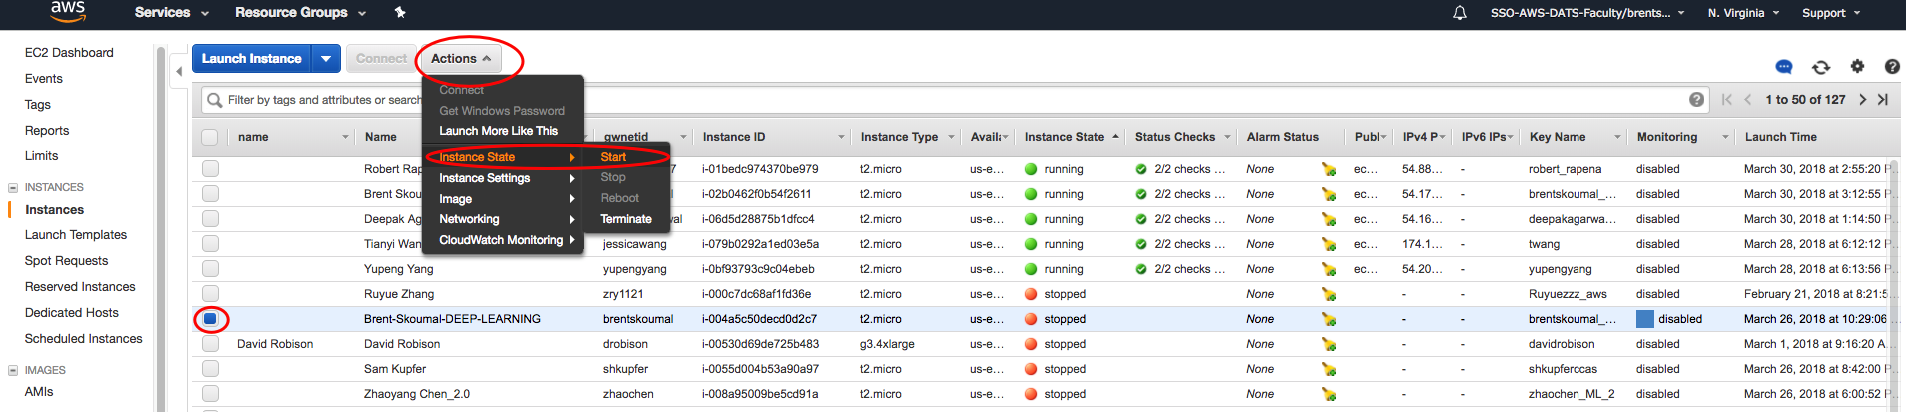 aws Services Resource Groups SSO-AWS-DATS-Faculty/brents... N. Virginia Support
EC2 Dashboard
Events
Tags
Reports
Limits
INSTANCES
Instances
Launch Templates
Spot Requests
Reserved Instances
Dedicated Hosts
Scheduled Instances
IMAGES
AMIs
Launch Instance Connect Actions
Connect
Get Windows Password
Launch More Like This
Instance State
Instance Settings
Image
Networking
CloudWatch Monitoring
Start
Stop
Reboot
Terminate
Filter by tags and attributes or search 1 to 50 of 127
name Name gwnetid Instance ID Instance Type Availa Instance State Status Checks Alarm Status Publ IPv4 P IPv6 IPs Key Name Monitoring Launch Time
Robert Rap 7 i-01bedc974370be979 t2.micro us-e... running 2/2 checks ... None ec... 54.88... - robert_rapena disabled March 30, 2018 at 2:55:20 P
Brent Skou l i-02b0462f0b54f2611 t2.micro us-e... running 2/2 checks ... None ec... 54.17... - brentskoumal_... disabled March 30, 2018 at 3:12:55 P
Deepak Ag val i-06d5d28875b1dfcc4 t2.micro us-e... running 2/2 checks ... None ec... 54.16... - deepakagarwa... disabled March 30, 2018 at 1:14:50 P
Tianyi Wan jessicawang i-079b0292a1ed03e5a t2.micro us-e... running 2/2 checks ... None ec... 174.1... - twang disabled March 28, 2018 at 6:12:12 P
Yupeng Yang yupengyang i-0bf93793c9c04ebeb t2.micro us-e... running 2/2 checks ... None ec... 54.20... - yupengyang disabled March 28, 2018 at 6:13:56 P
Ruyue Zhang zry1121 i-000c7dc68af1fd36e t2.micro us-e... stopped None - - Ruyuezzz_aws disabled February 21, 2018 at 8:21:5
Brent-Skoumal-DEEP-LEARNING brentskoumal i-004a5c50decd0d2c7 t2.micro us-e... stopped None - - brentskoumal_... disabled March 26, 2018 at 10:29:06
David Robison David Robison drobison i-00530d69de725b483 g3.4xlarge us-e... stopped None - - davidrobison disabled March 1, 2018 at 9:16:20 A...
Sam Kupfer shkupfer i-0055d004b53a90a97 t2.micro us-e... stopped None - - shkupferccas disabled March 26, 2018 at 8:42:00 P
Zhaoyang Chen_2.0 zhaochen i-008a95009be5cd91a t2.micro us-e... stopped None - - zhaochen_ML_2 disabled March 26, 2018 at 6:00:52 P